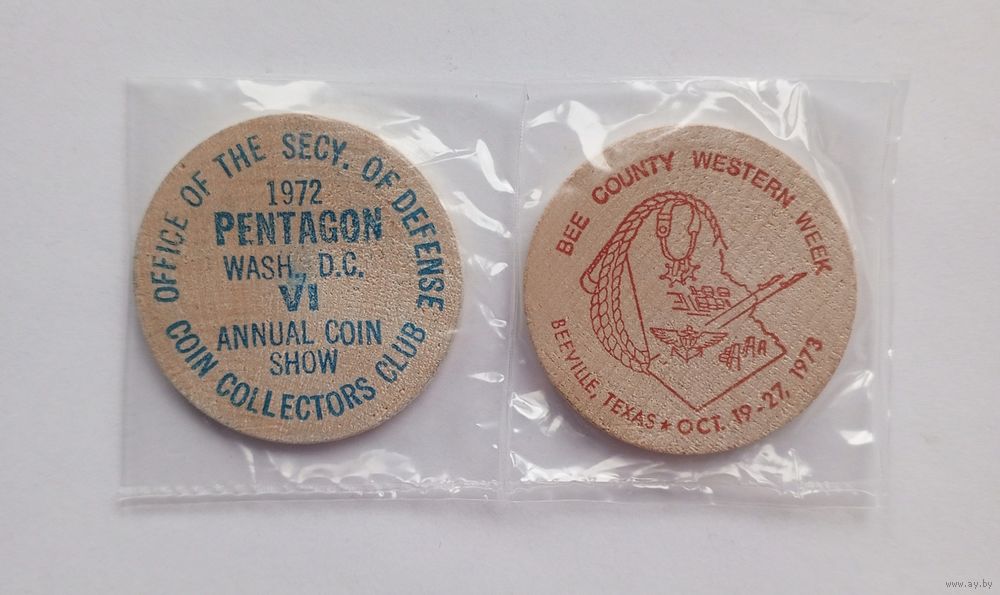 OFFICE OF THE SECY. OF DEFENSE
1972
PENTAGON
WASH., D.C.
VI
ANNUAL COIN
SHOW
COIN COLLECTORS CLUB
BEE COUNTY WESTERN WEEK
BEEVILLE, TEXAS ★ OCT. 19-27, 1973
www.ay.by